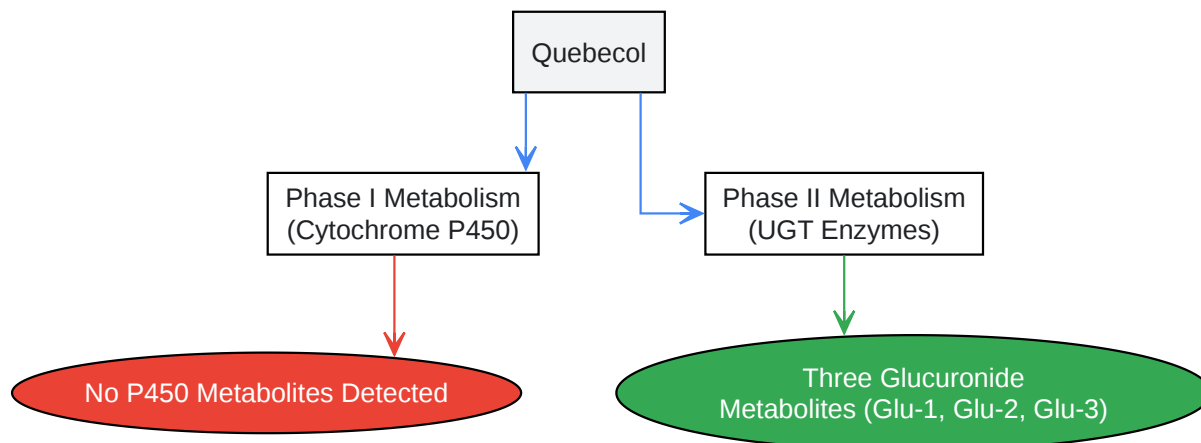 Quebecol
Phase I Metabolism
(Cytochrome P450)
Phase II Metabolism
(UGT Enzymes)
No P450 Metabolites Detected
Three Glucuronide
Metabolites (Glu-1, Glu-2, Glu-3)